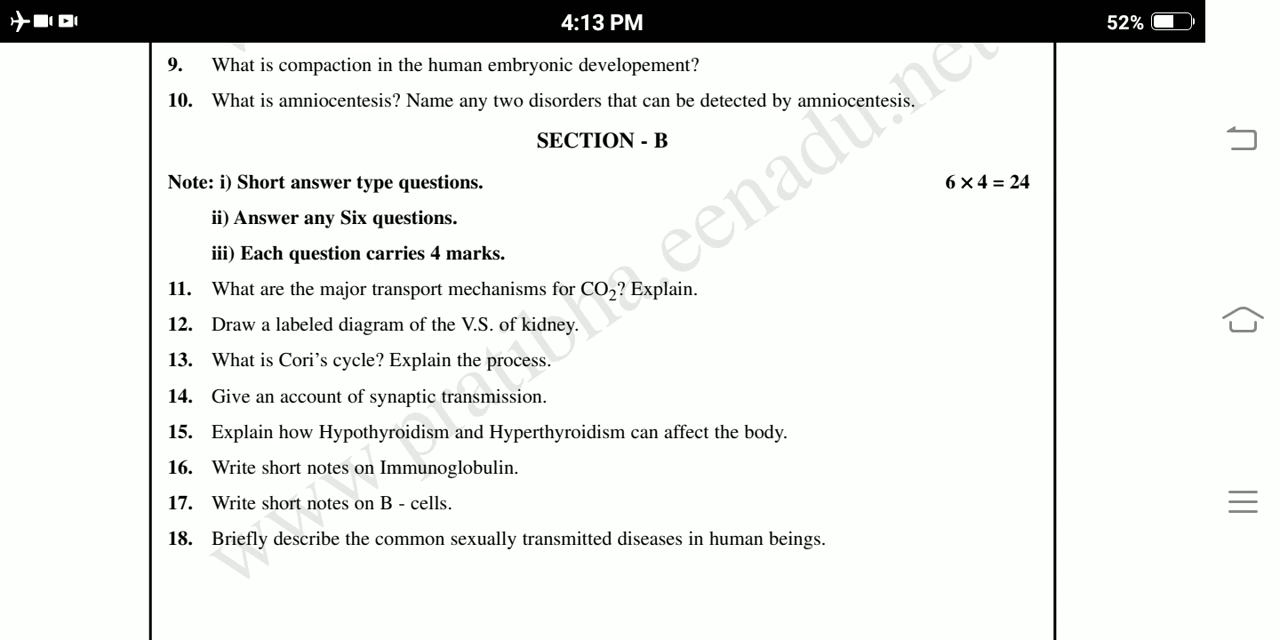 4:13 PM
52%
9. What is compaction in the human embryonic developement?
10. What is amniocentesis? Name any two disorders that can be detected by amniocentesis.
SECTION - B
Note: i) Short answer type questions. 6 × 4 = 24
ii) Answer any Six questions.
iii) Each question carries 4 marks.
11. What are the major transport mechanisms for CO₂? Explain.
12. Draw a labeled diagram of the V.S. of kidney.
13. What is Cori's cycle? Explain the process.
14. Give an account of synaptic transmission.
15. Explain how Hypothyroidism and Hyperthyroidism can affect the body.
16. Write short notes on Immunoglobulin.
17. Write short notes on B - cells.
18. Briefly describe the common sexually transmitted diseases in human beings.
www.pratibha.eenadu.net